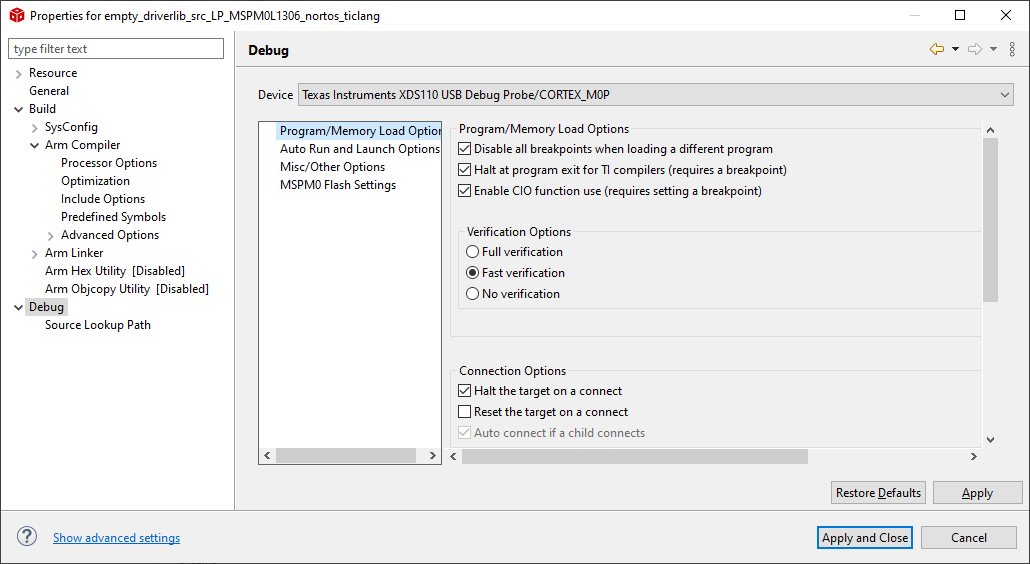 Properties for empty_driverlib_src_LP_MSPM0L1306_nortos_ticlang
type filter text
Resource
General
Build
SysConfig
Arm Compiler
Processor Options
Optimization
Include Options
Predefined Symbols
Advanced Options
Arm Linker
Arm Hex Utility [Disabled]
Arm Objcopy Utility [Disabled]
Debug
Source Lookup Path
Debug
Device
Texas Instruments XDS110 USB Debug Probe/CORTEX_M0P
Program/Memory Load Option
Auto Run and Launch Options
Misc/Other Options
MSPM0 Flash Settings
Program/Memory Load Options
Disable all breakpoints when loading a different program
Halt at program exit for TI compilers (requires a breakpoint)
Enable CIO function use (requires setting a breakpoint)
Verification Options
Full verification
Fast verification
No verification
Connection Options
Halt the target on a connect
Reset the target on a connect
Auto connect if a child connects
Restore Defaults
Apply
?
Show advanced settings
Apply and Close
Cancel